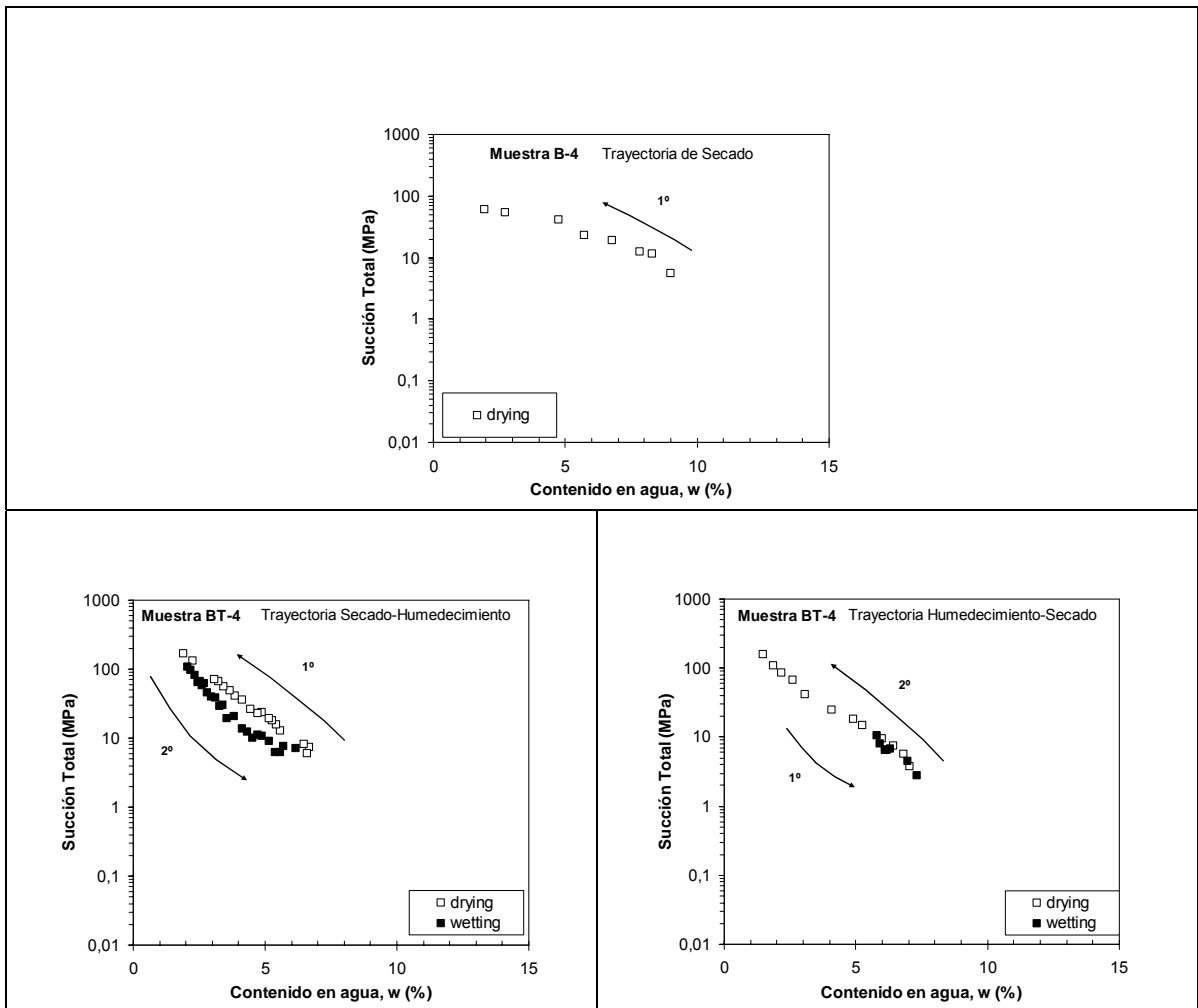 Muestra B-4 Trayectoria de Secado
1000
100
10
1
0,1
0,01
Succión Total (MPa)
1º
drying
0 5 10 15
Contenido en agua, w (%)
Muestra BT-4 Trayectoria Secado-Humedecimiento
1000
100
10
1
0,1
0,01
Succión Total (MPa)
1º
2º
drying
wetting
0 5 10 15
Contenido en agua, w (%)
Muestra BT-4 Trayectoria Humedecimiento-Secado
1000
100
10
1
0,1
0,01
Succión Total (MPa)
2º
1º
drying
wetting
0 5 10 15
Contenido en agua, w (%)